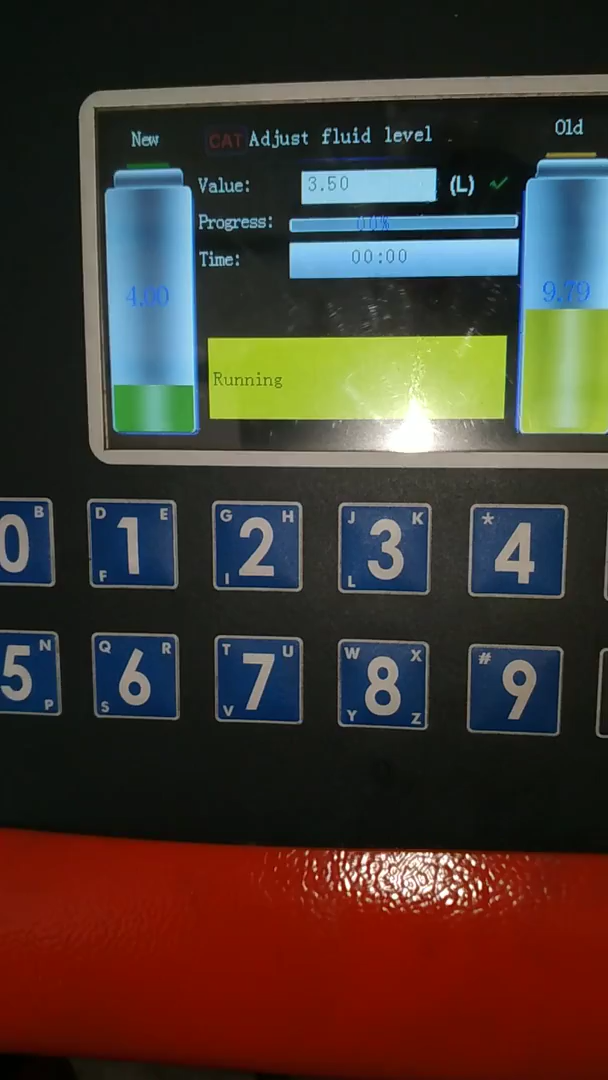 New
CAT Adjust fluid level
Old
Value: 3.50 (L)
Progress: 00%
Time: 00:00
4.00
9.79
Running
0 B
D E 1 F
G H 2 I
J K 3 L
* 4
5 N P
Q R 6 S
T U 7 V
W X 8 Y Z
# 9